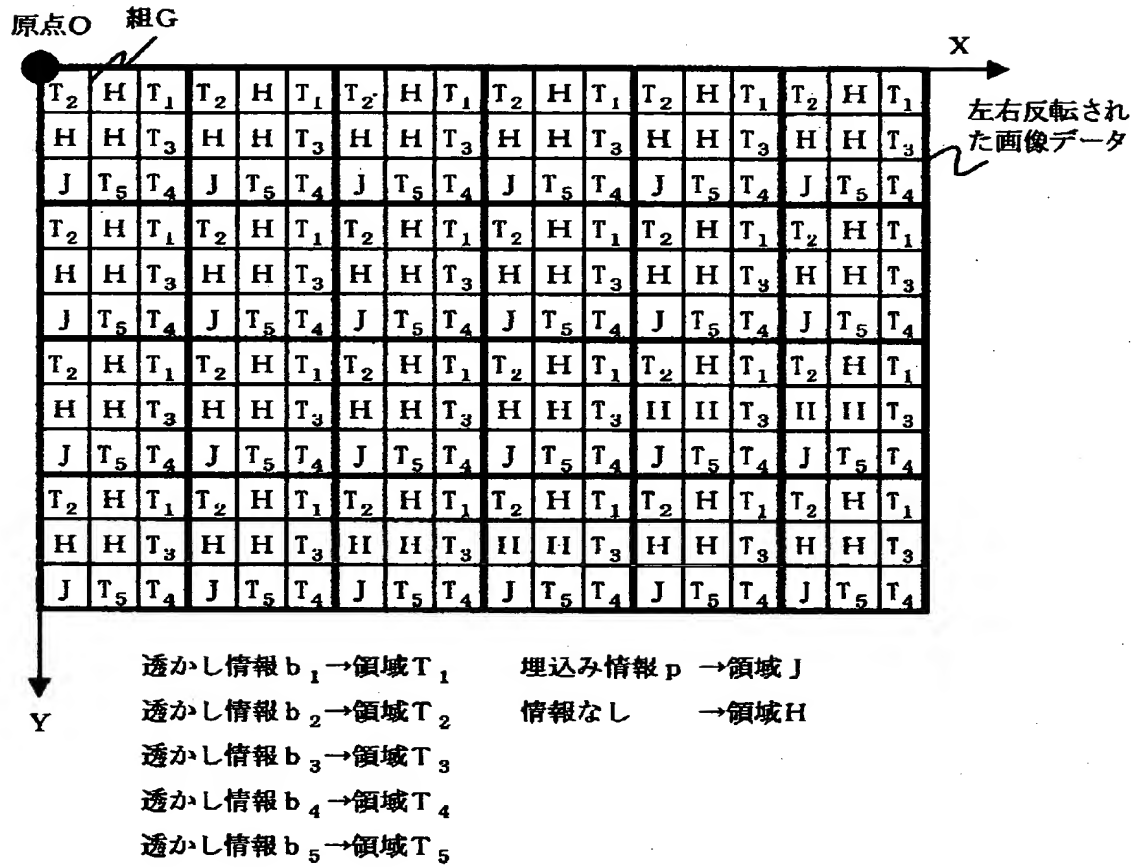 原点O 組G
X
T₂ H T₁ T₂ H T₁ T₂ H T₁ T₂ H T₁ T₂ H T₁ T₂ H T₁
H H T₃ H H T₃ H H T₃ H H T₃ H H T₃ H H T₃
J T₅ T₄ J T₅ T₄ J T₅ T₄ J T₅ T₄ J T₅ T₄ J T₅ T₄
T₂ H T₁ T₂ H T₁ T₂ H T₁ T₂ H T₁ T₂ H T₁ T₂ H T₁
H H T₃ H H T₃ H H T₃ H H T₃ H H T₃ H H T₃
J T₅ T₄ J T₅ T₄ J T₅ T₄ J T₅ T₄ J T₅ T₄ J T₅ T₄
T₂ H T₁ T₂ H T₁ T₂ H T₁ T₂ H T₁ T₂ H T₁ T₂ H T₁
H H T₃ H H T₃ H H T₃ H H T₃ H H T₃ H H T₃
J T₅ T₄ J T₅ T₄ J T₅ T₄ J T₅ T₄ J T₅ T₄ J T₅ T₄
T₂ H T₁ T₂ H T₁ T₂ H T₁ T₂ H T₁ T₂ H T₁ T₂ H T₁
H H T₃ H H T₃ H H T₃ H H T₃ H H T₃ H H T₃
J T₅ T₄ J T₅ T₄ J T₅ T₄ J T₅ T₄ J T₅ T₄ J T₅ T₄
左右反転され
た画像データ
Y
透かし情報b₁→領域T₁
透かし情報b₂→領域T₂
透かし情報b₃→領域T₃
透かし情報b₄→領域T₄
透かし情報b₅→領域T₅
埋込み情報p →領域J
情報なし →領域H